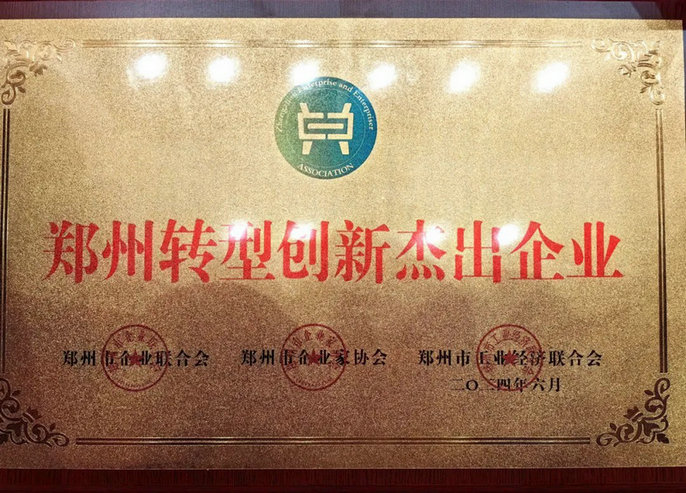 Enterprise and Enterpriser
ASSOCIATION
郑州转型创新杰出企业
郑州市企业联合会 郑州市企业家协会 郑州市工业经济联合会
二〇二四年六月